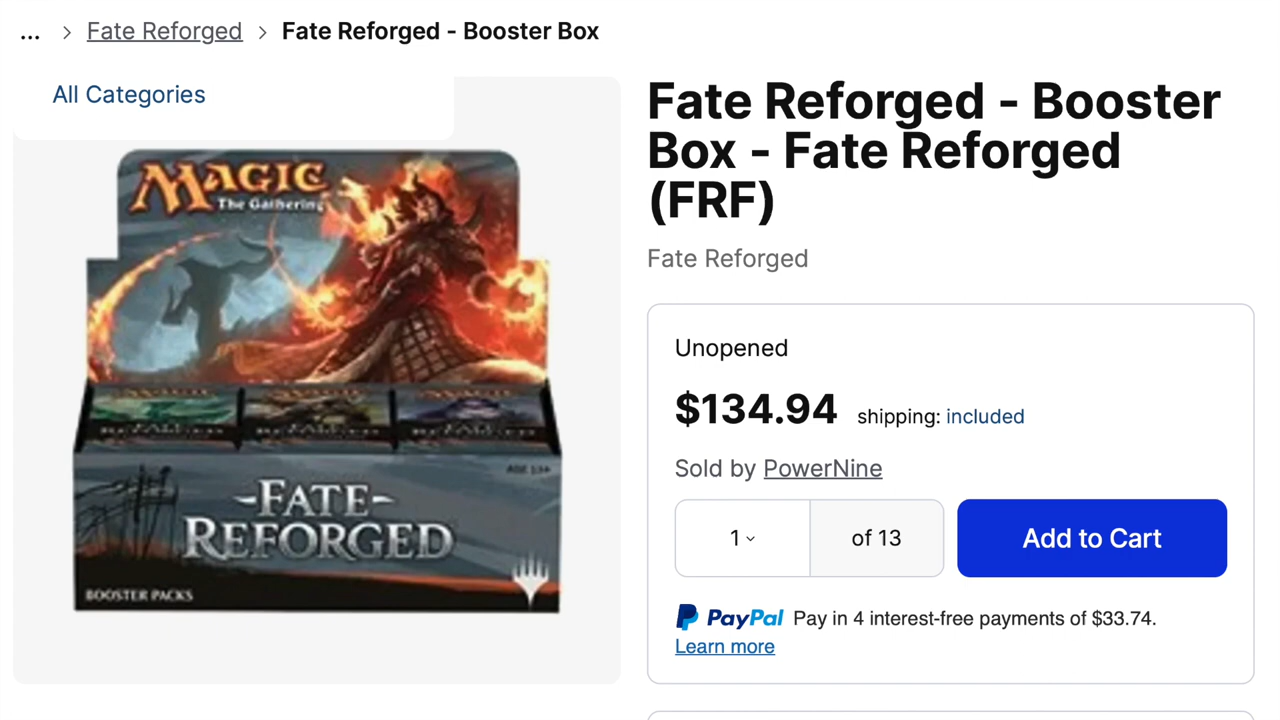 ... > Fate Reforged > Fate Reforged - Booster Box
All Categories
MAGIC
The Gathering
AGE 13+
-FATE-
REFORGED
BOOSTER PACKS
Fate Reforged - Booster
Box - Fate Reforged
(FRF)
Fate Reforged
Unopened
$134.94 shipping: included
Sold by PowerNine
1 of 13 Add to Cart
PayPal Pay in 4 interest-free payments of $33.74.
Learn more